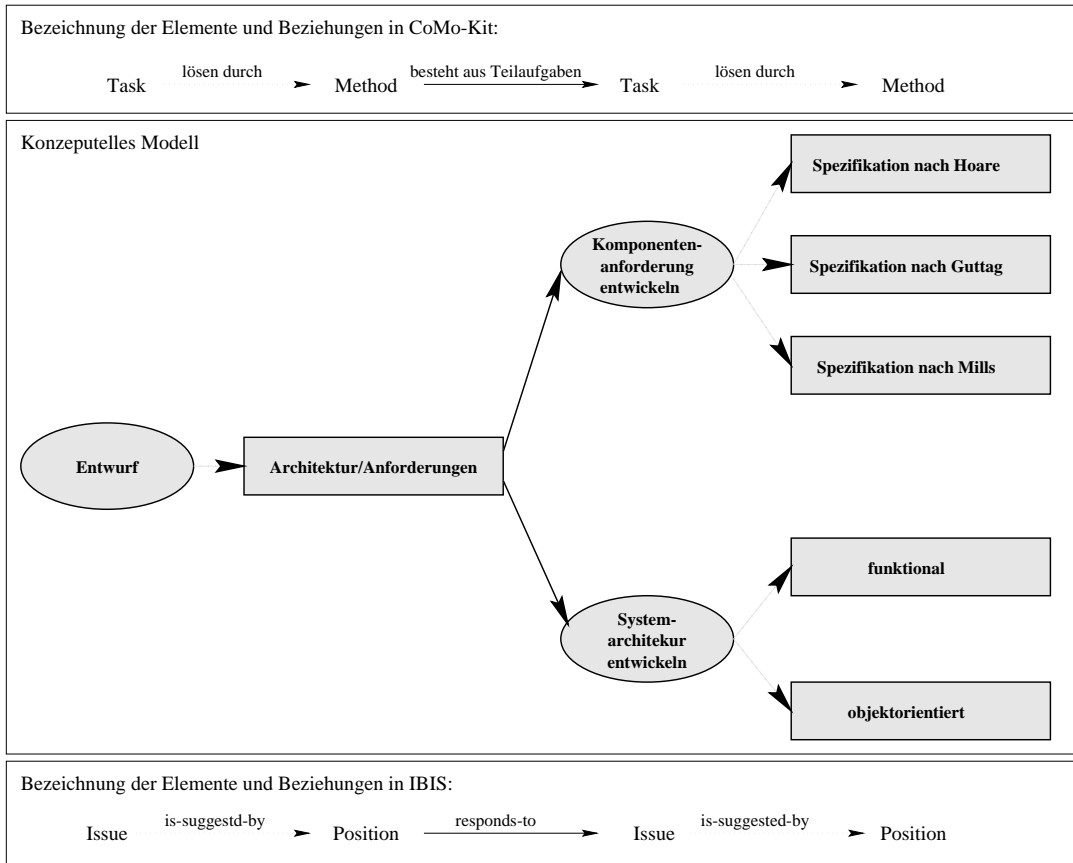 Bezeichnung der Elemente und Beziehungen in CoMo-Kit:
Task lösen durch Method besteht aus Teilaufgaben Task lösen durch Method
Konzeputelles Modell
Spezifikation nach Hoare
Komponenten-
anforderung
entwickeln
Spezifikation nach Guttag
Spezifikation nach Mills
Entwurf
Architektur/Anforderungen
funktional
System-
architekur
entwickeln
objektorientiert
Bezeichnung der Elemente und Beziehungen in IBIS:
Issue is-suggestd-by Position responds-to Issue is-suggested-by Position